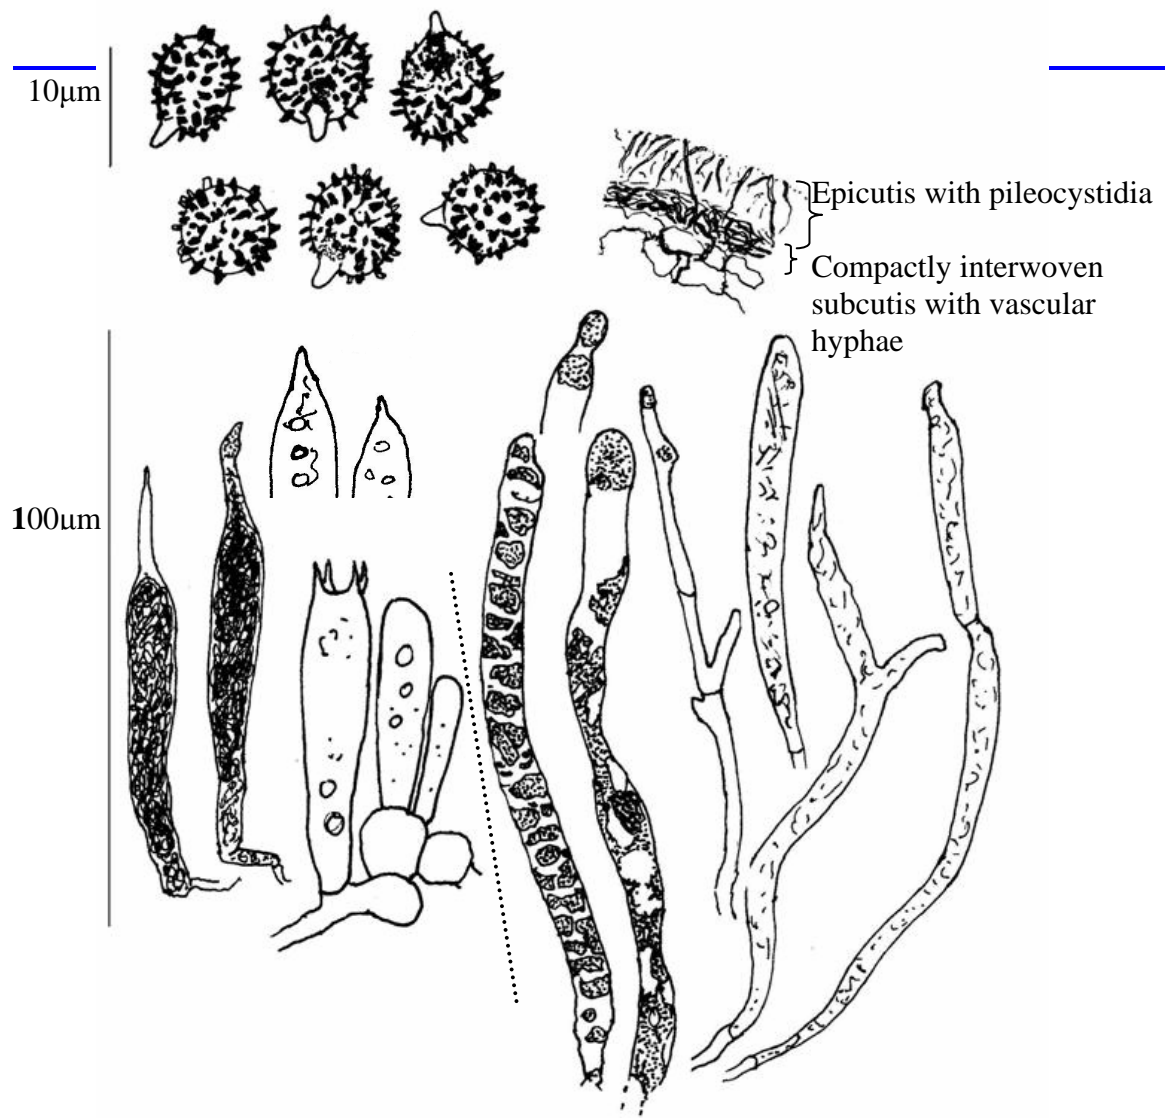 10μm
Epicutis with pileocystidia
Compactly interwoven
subcutis with vascular
hyphae
100μm